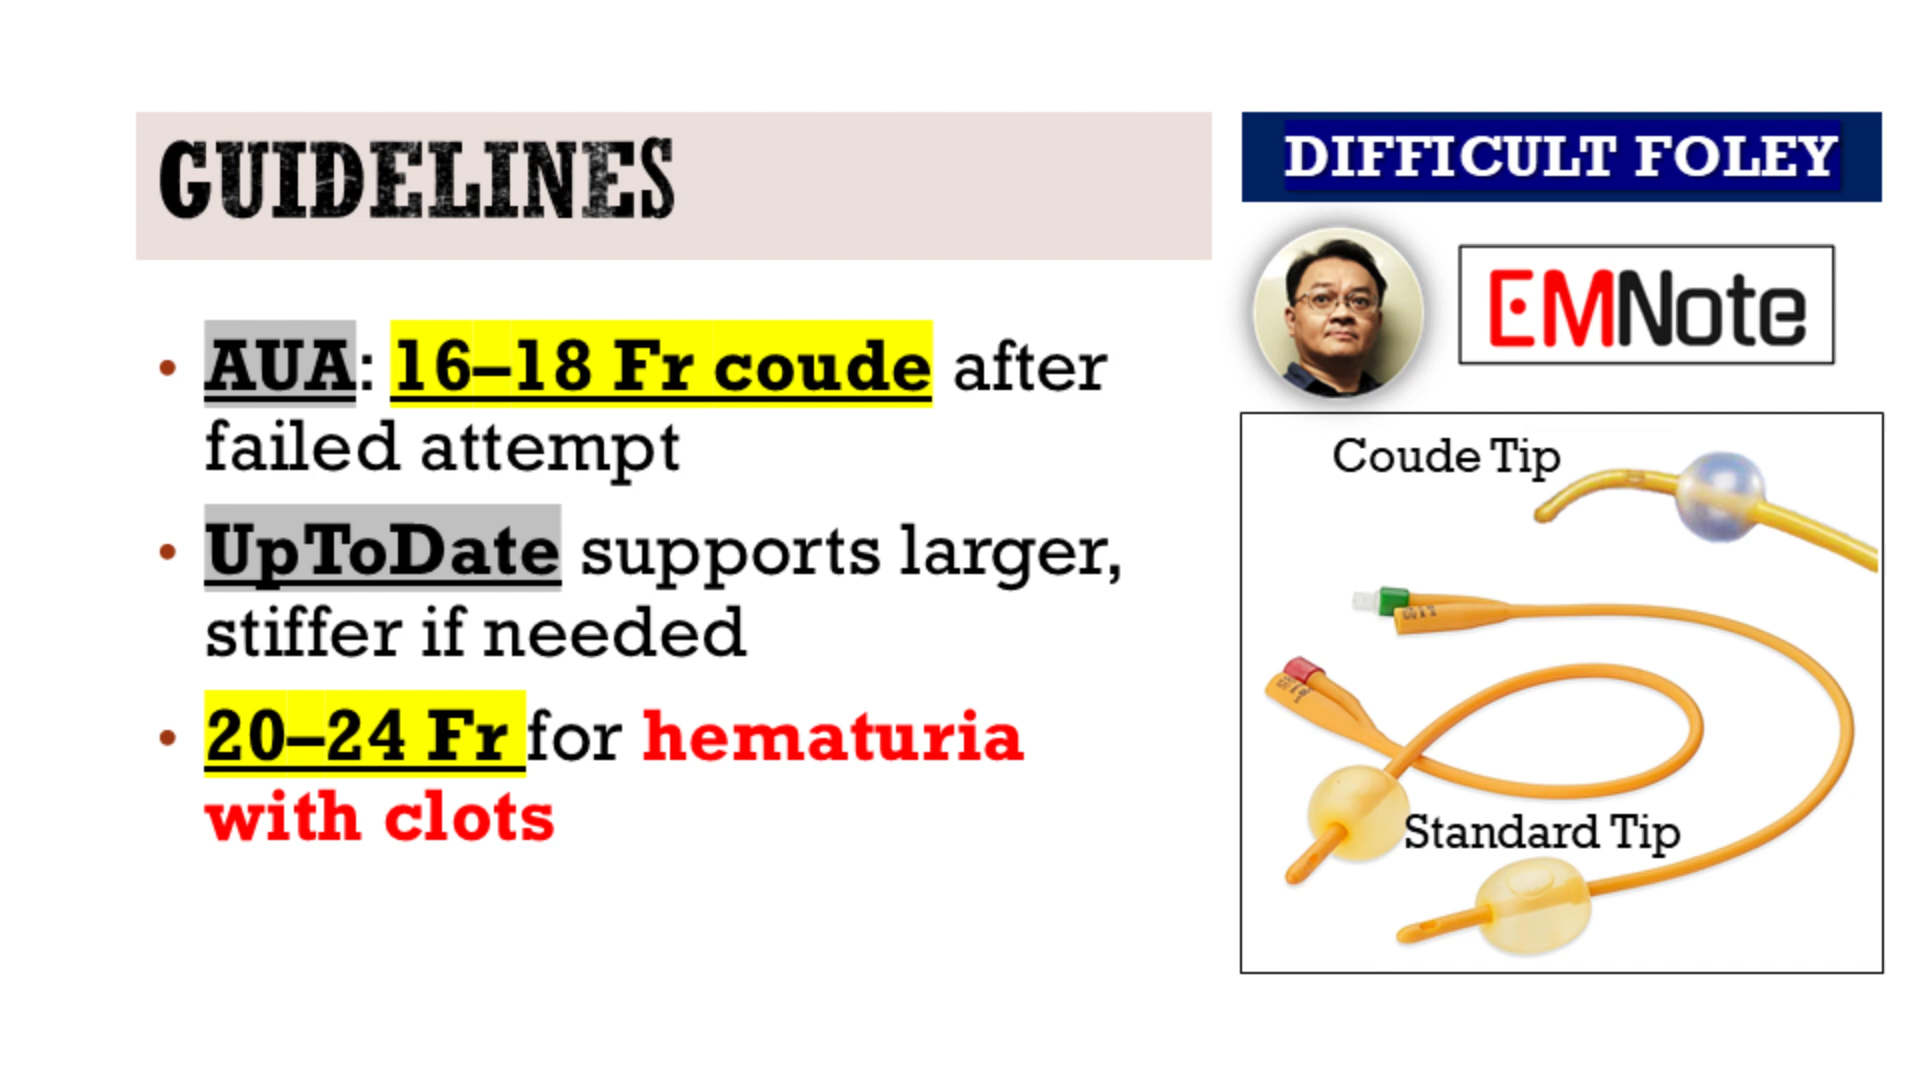 GUIDELINES
• AUA: 16–18 Fr coude after
failed attempt
• UpToDate supports larger,
stiffer if needed
• 20–24 Fr for hematuria
with clots
DIFFICULT FOLEY
EMNote
Coude Tip
Standard Tip